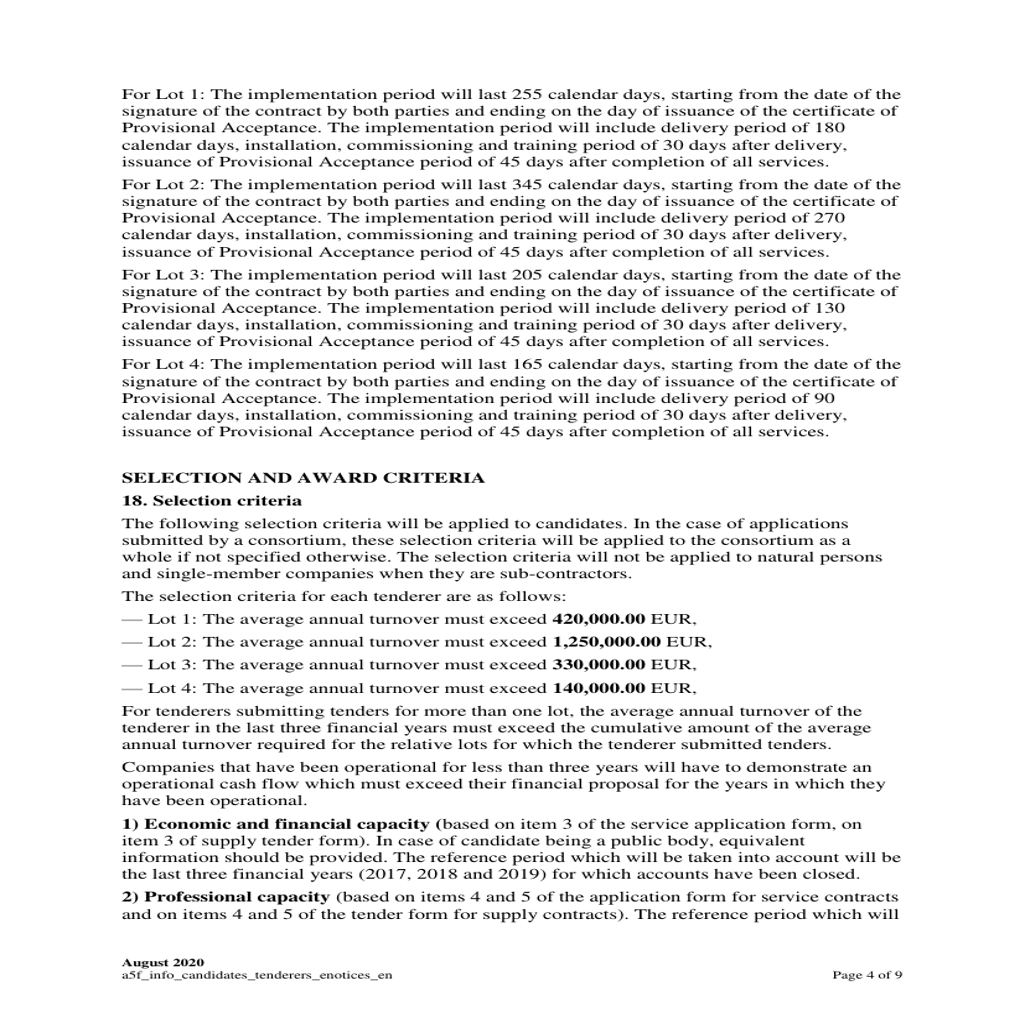 For Lot 1: The implementation period will last 255 calendar days, starting from the date of the
signature of the contract by both parties and ending on the day of issuance of the certificate of
Provisional Acceptance. The implementation period will include delivery period of 180
calendar days, installation, commissioning and training period of 30 days after delivery,
issuance of Provisional Acceptance period of 45 days after completion of all services.
For Lot 2: The implementation period will last 345 calendar days, starting from the date of the
signature of the contract by both parties and ending on the day of issuance of the certificate of
Provisional Acceptance. The implementation period will include delivery period of 270
calendar days, installation, commissioning and training period of 30 days after delivery,
issuance of Provisional Acceptance period of 45 days after completion of all services.
For Lot 3: The implementation period will last 205 calendar days, starting from the date of the
signature of the contract by both parties and ending on the day of issuance of the certificate of
Provisional Acceptance. The implementation period will include delivery period of 130
calendar days, installation, commissioning and training period of 30 days after delivery,
issuance of Provisional Acceptance period of 45 days after completion of all services.
For Lot 4: The implementation period will last 165 calendar days, starting from the date of the
signature of the contract by both parties and ending on the day of issuance of the certificate of
Provisional Acceptance. The implementation period will include delivery period of 90
calendar days, installation, commissioning and training period of 30 days after delivery,
issuance of Provisional Acceptance period of 45 days after completion of all services.
SELECTION AND AWARD CRITERIA
18. Selection criteria
The following selection criteria will be applied to candidates. In the case of applications
submitted by a consortium, these selection criteria will be applied to the consortium as a
whole if not specified otherwise. The selection criteria will not be applied to natural persons
and single-member companies when they are sub-contractors.
The selection criteria for each tenderer are as follows:
— Lot 1: The average annual turnover must exceed 420,000.00 EUR,
— Lot 2: The average annual turnover must exceed 1,250,000.00 EUR,
— Lot 3: The average annual turnover must exceed 330,000.00 EUR,
— Lot 4: The average annual turnover must exceed 140,000.00 EUR,
For tenderers submitting tenders for more than one lot, the average annual turnover of the
tenderer in the last three financial years must exceed the cumulative amount of the average
annual turnover required for the relative lots for which the tenderer submitted tenders.
Companies that have been operational for less than three years will have to demonstrate an
operational cash flow which must exceed their financial proposal for the years in which they
have been operational.
1) Economic and financial capacity (based on item 3 of the service application form, on
item 3 of supply tender form). In case of candidate being a public body, equivalent
information should be provided. The reference period which will be taken into account will be
the last three financial years (2017, 2018 and 2019) for which accounts have been closed.
2) Professional capacity (based on items 4 and 5 of the application form for service contracts
and on items 4 and 5 of the tender form for supply contracts). The reference period which will
August 2020
a5f_info_candidates_tenderers_enotices_en Page 4 of 9